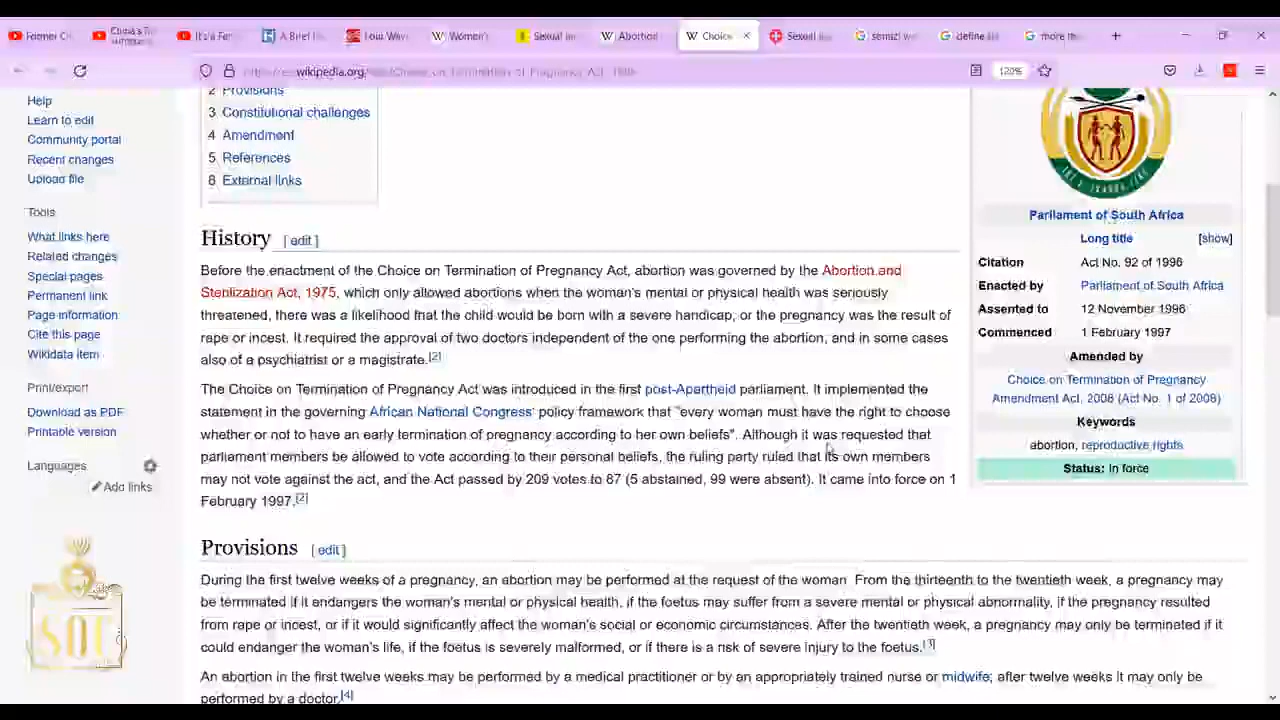 Former C
China's
It's a Fa
A Brief
Women's
Sexual
Abortion
Choice
Sexual
define
more
wikipedia.org
120%
Help
Learn to edit
Community portal
Recent changes
Upload file
Tools
What links here
Related changes
Special pages
Permanent link
Page information
Cite this page
Wikidata item
Print/export
Download as PDF
Printable version
Languages
Add links
SOT
2 Provisions
3 Constitutional challenges
4 Amendment
5 References
6 External links
History [ edit ]
Before the enactment of the Choice on Termination of Pregnancy Act, abortion was governed by the Abortion and
Sterilization Act, 1975, which only allowed abortions when the woman's mental or physical health was seriously
threatened, there was a likelihood that the child would be born with a severe handicap, or the pregnancy was the result of
rape or incest. It required the approval of two doctors independent of the one performing the abortion, and in some cases
also of a psychiatrist or a magistrate.[2]
The Choice on Termination of Pregnancy Act was introduced in the first post-Apartheid parliament. It implemented the
statement in the governing African National Congress' policy framework that "every woman must have the right to choose
whether or not to have an early termination of pregnancy according to her own beliefs". Although it was requested that
parliament members be allowed to vote according to their personal beliefs, the ruling party ruled that its own members
may not vote against the act, and the Act passed by 209 votes to 87 (5 abstained, 99 were absent). It came into force on 1
February 1997.[2]
Provisions [ edit ]
During the first twelve weeks of a pregnancy, an abortion may be performed at the request of the woman. From the thirteenth to the twentieth week, a pregnancy may
be terminated if it endangers the woman's mental or physical health, if the foetus may suffer from a severe mental or physical abnormality, if the pregnancy resulted
from rape or incest, or if it would significantly affect the woman's social or economic circumstances. After the twentieth week, a pregnancy may only be terminated if it
could endanger the woman's life, if the foetus is severely malformed, or if there is a risk of severe injury to the foetus.[3]
An abortion in the first twelve weeks may be performed by a medical practitioner or by an appropriately trained nurse or midwife; after twelve weeks it may only be
performed by a doctor.[4]
Parliament of South Africa
Long title [show]
Citation Act No. 92 of 1996
Enacted by Parliament of South Africa
Assented to 12 November 1996
Commenced 1 February 1997
Amended by
Choice on Termination of Pregnancy
Amendment Act, 2008 (Act No. 1 of 2008)
Keywords
abortion, reproductive rights
Status: In force